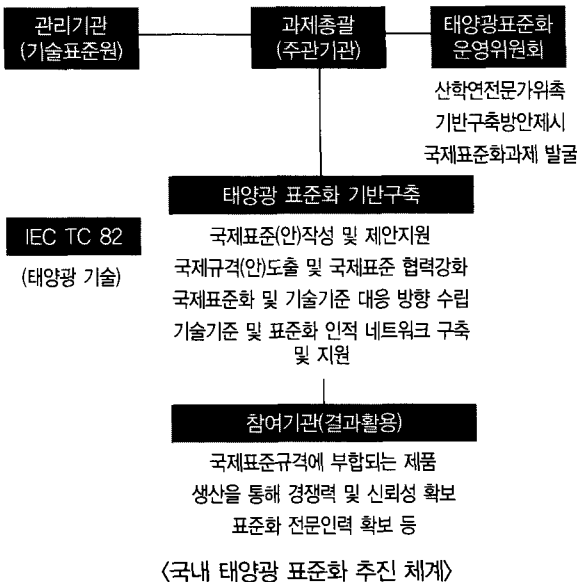 관리기관
(기술표준원)
과제총괄
(주관기관)
태양광표준화
운영위원회
산학연전문가위촉
기반구축방안제시
국제표준화과제 발굴
태양광 표준화 기반구축
국제표준(안)작성 및 제안지원
국제규격(안)도출 및 국제표준 협력강화
국제표준화 및 기술기준 대응 방향 수립
기술기준 및 표준화 인적 네트워크 구축
및 지원
IEC TC 82
(태양광 기술)
참여기관(결과활용)
국제표준규격에 부합되는 제품
생산을 통해 경쟁력 및 신뢰성 확보
표준화 전문인력 확보 등
〈국내 태양광 표준화 추진 체계〉